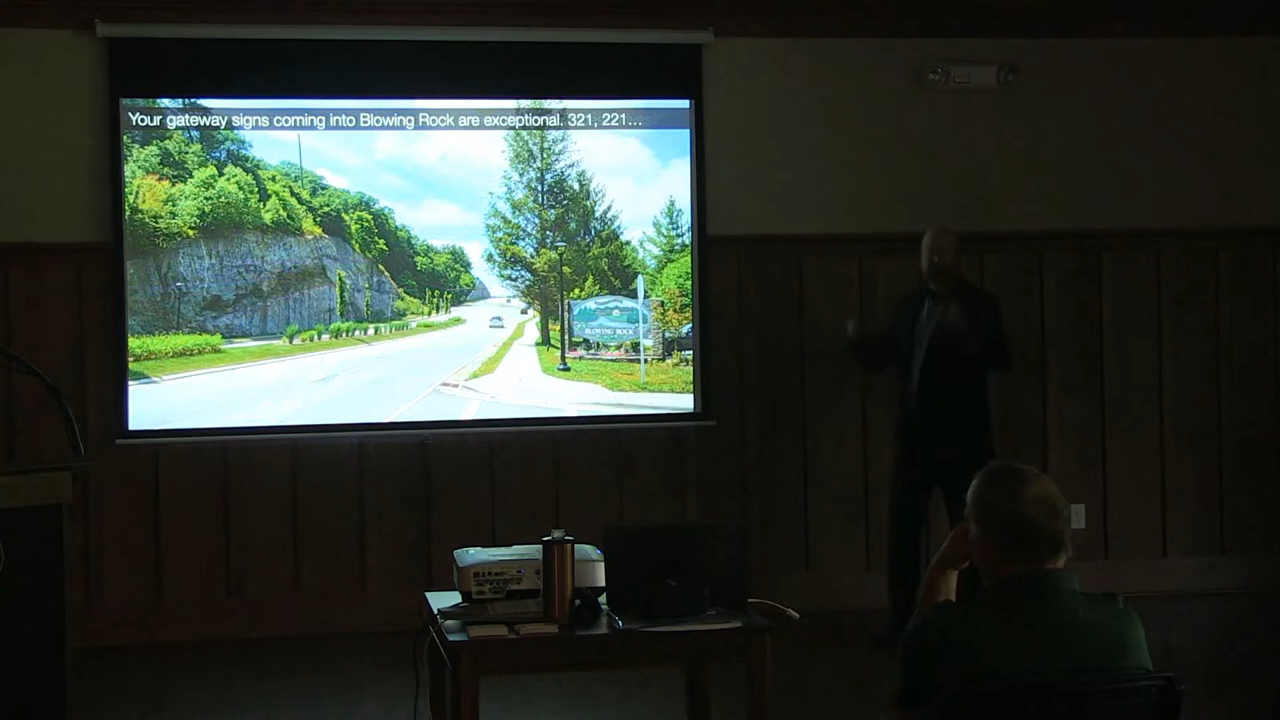 Your gateway signs coming into Blowing Rock are exceptional. 321, 221...
BLOWING ROCK